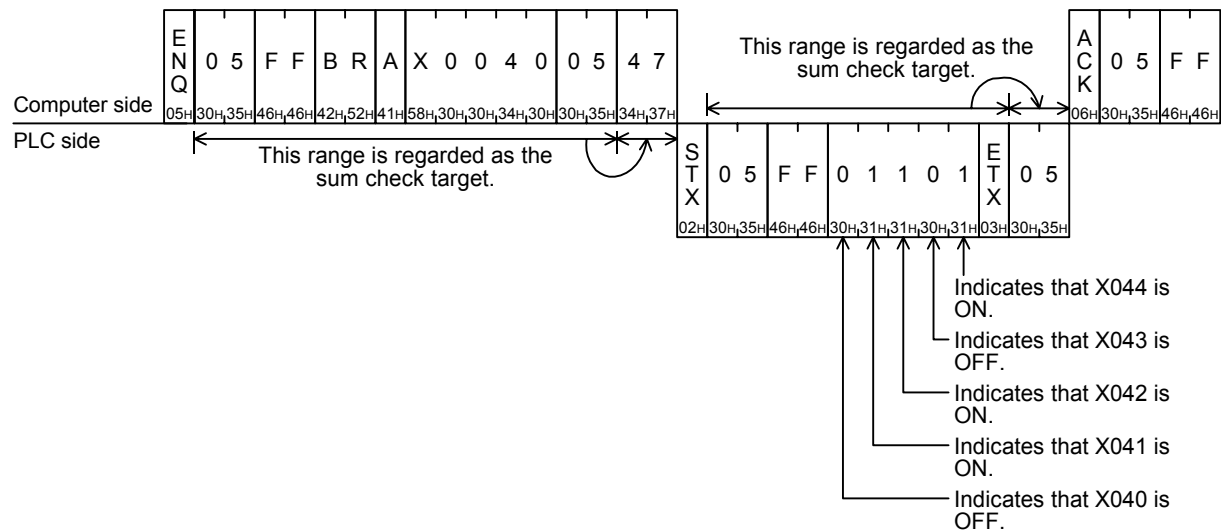 E N Q 0 5 F F B R A X 0 0 4 0 0 5 4 7
05H 30H 35H 46H 46H 42H 52H 41H 58H 30H 30H 34H 30H 30H 35H 34H 37H
Computer side
This range is regarded as the
sum check target.
A C K 0 5 F F
06H 30H 35H 46H 46H
PLC side
This range is regarded as the
sum check target.
S T X 0 5 F F 0 1 1 0 1 E T X 0 5
02H 30H 35H 46H 46H 30H 31H 31H 30H 31H 03H 30H 35H
Indicates that X044 is
ON.
Indicates that X043 is
OFF.
Indicates that X042 is
ON.
Indicates that X041 is
ON.
Indicates that X040 is
OFF.